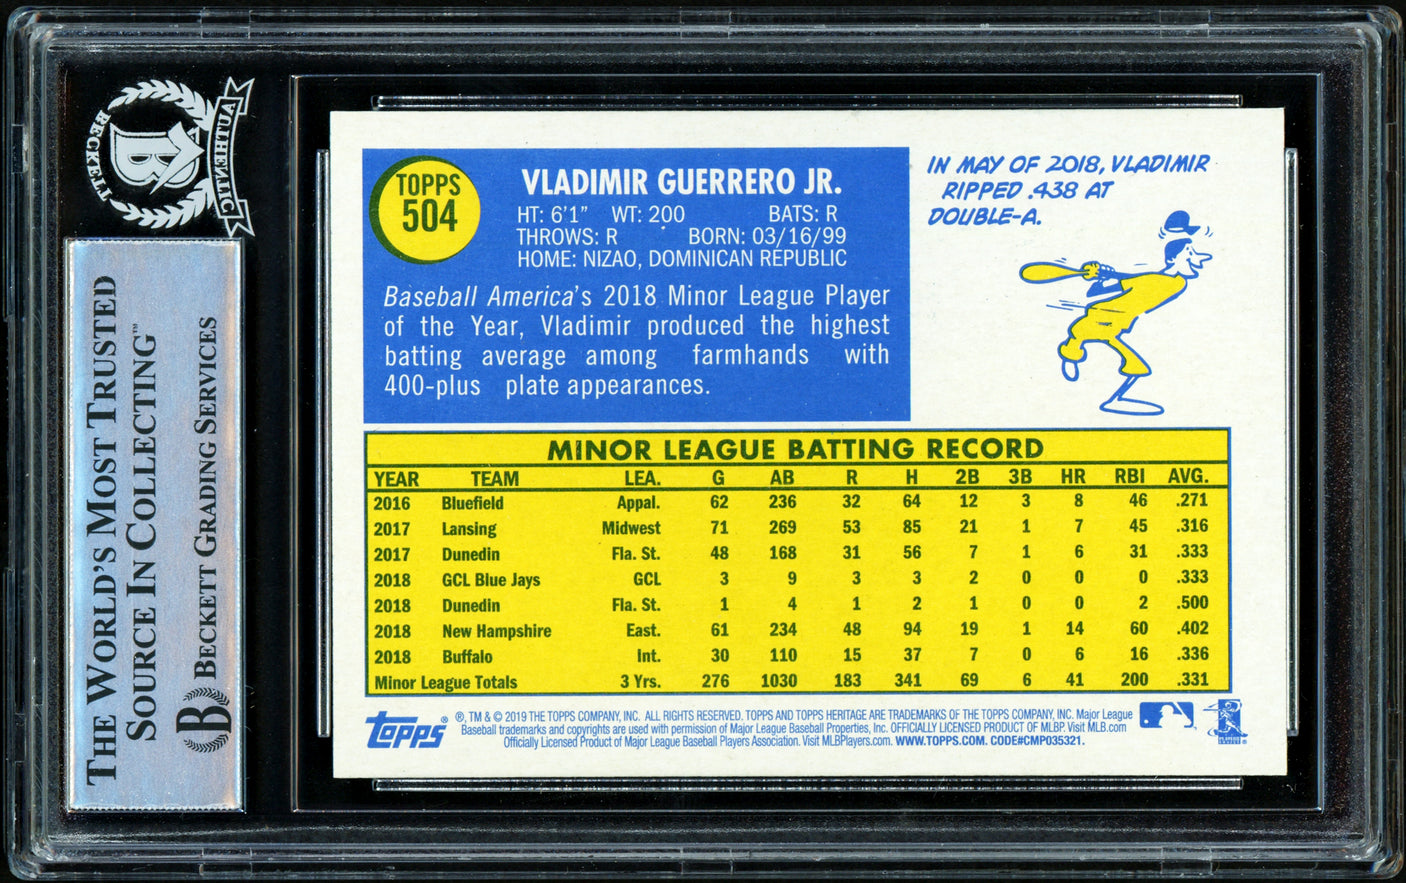 BECKETT
AUTHENTIC
THE WORLD'S MOST TRUSTED
SOURCE IN COLLECTING™
BECKETT GRADING SERVICES
TOPPS
504
VLADIMIR GUERRERO JR.
HT: 6'1" WT: 200 BATS: R
THROWS: R BORN: 03/16/99
HOME: NIZAO, DOMINICAN REPUBLIC
Baseball America's 2018 Minor League Player
of the Year, Vladimir produced the highest
batting average among farmhands with
400-plus plate appearances.
IN MAY OF 2018, VLADIMIR
RIPPED .438 AT
DOUBLE-A.
MINOR LEAGUE BATTING RECORD
YEAR TEAM LEA. G AB R H 2B 3B HR RBI AVG.
2016 Bluefield Appal. 62 236 32 64 12 3 8 46 .271
2017 Lansing Midwest 71 269 53 85 21 1 7 45 .316
2017 Dunedin Fla. St. 48 168 31 56 7 1 6 31 .333
2018 GCL Blue Jays GCL 3 9 3 3 2 0 0 0 .333
2018 Dunedin Fla. St. 1 4 1 2 1 0 0 2 .500
2018 New Hampshire East. 61 234 48 94 19 1 14 60 .402
2018 Buffalo Int. 30 110 15 37 7 0 6 16 .336
Minor League Totals 3 Yrs. 276 1030 183 341 69 6 41 200 .331
Topps®
®, TM & © 2019 THE TOPPS COMPANY, INC. ALL RIGHTS RESERVED. TOPPS AND TOPPS HERITAGE ARE TRADEMARKS OF THE TOPPS COMPANY, INC. Major League
Baseball trademarks and copyrights are used with permission of Major League Baseball Properties, Inc. OFFICIALLY LICENSED PRODUCT OF MLBP. Visit MLB.com
Officially Licensed Product of Major League Baseball Players Association. Visit MLBPlayers.com. WWW.TOPPS.COM. CODE#CMP035321.